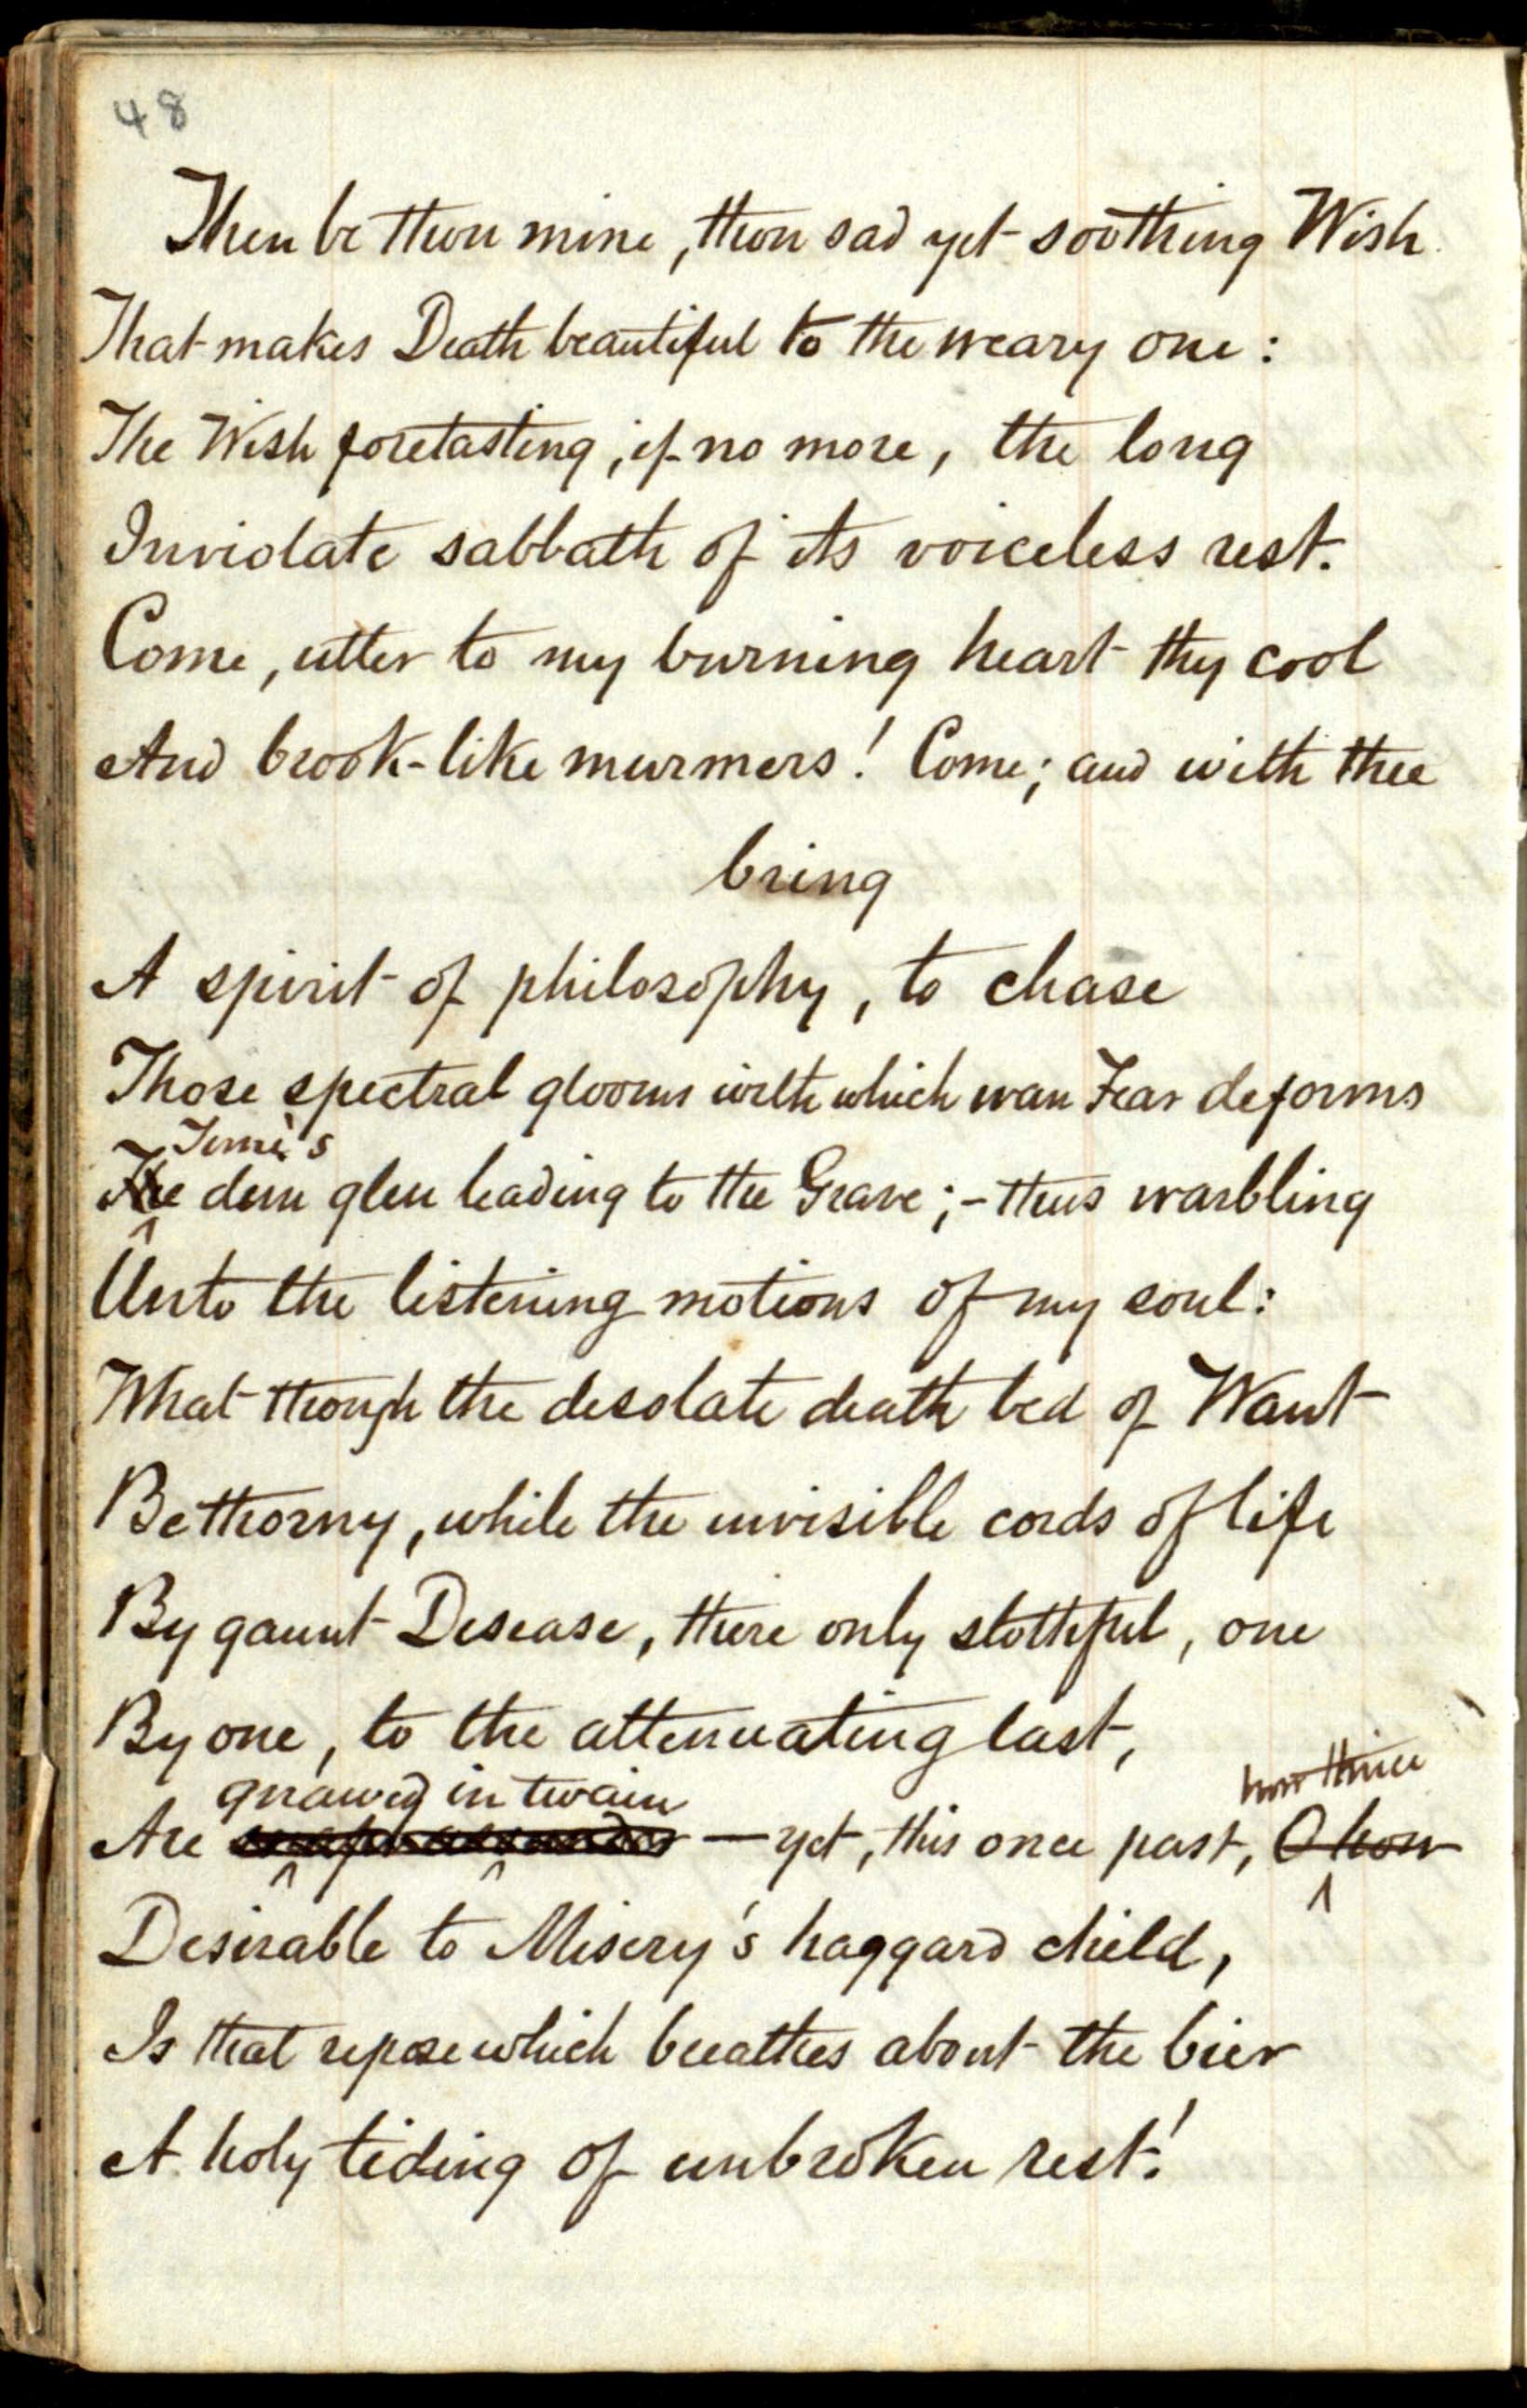 48
Then be thou mine, thou sad yet soothing Wish
That makes Death beautiful to the weary one:
The Wish foretasting, if no more, the long
Inviolate sabbath of its voiceless rest.
Come, utter to my burning heart thy cool
And brook-like murmers! Come; and with thee
bring
A spirit of philosophy, to chase
Those spectral glooms with which wan Fear deforms
Time's
The dim glen leading to the Grave;—thus warbling
Unto the listening motions of my soul:
What though the desolate death bed of Want
Be thorny, while the invisible cords of life
By gaunt Disease, there only slothful, one
By one, to the attenuating last,
gnawed in twain how thrice
Are — yet, this once past, O how
Desirable to Misery's haggard child,
Is that repose which breathes about the bier
A holy tiding of unbroken rest!